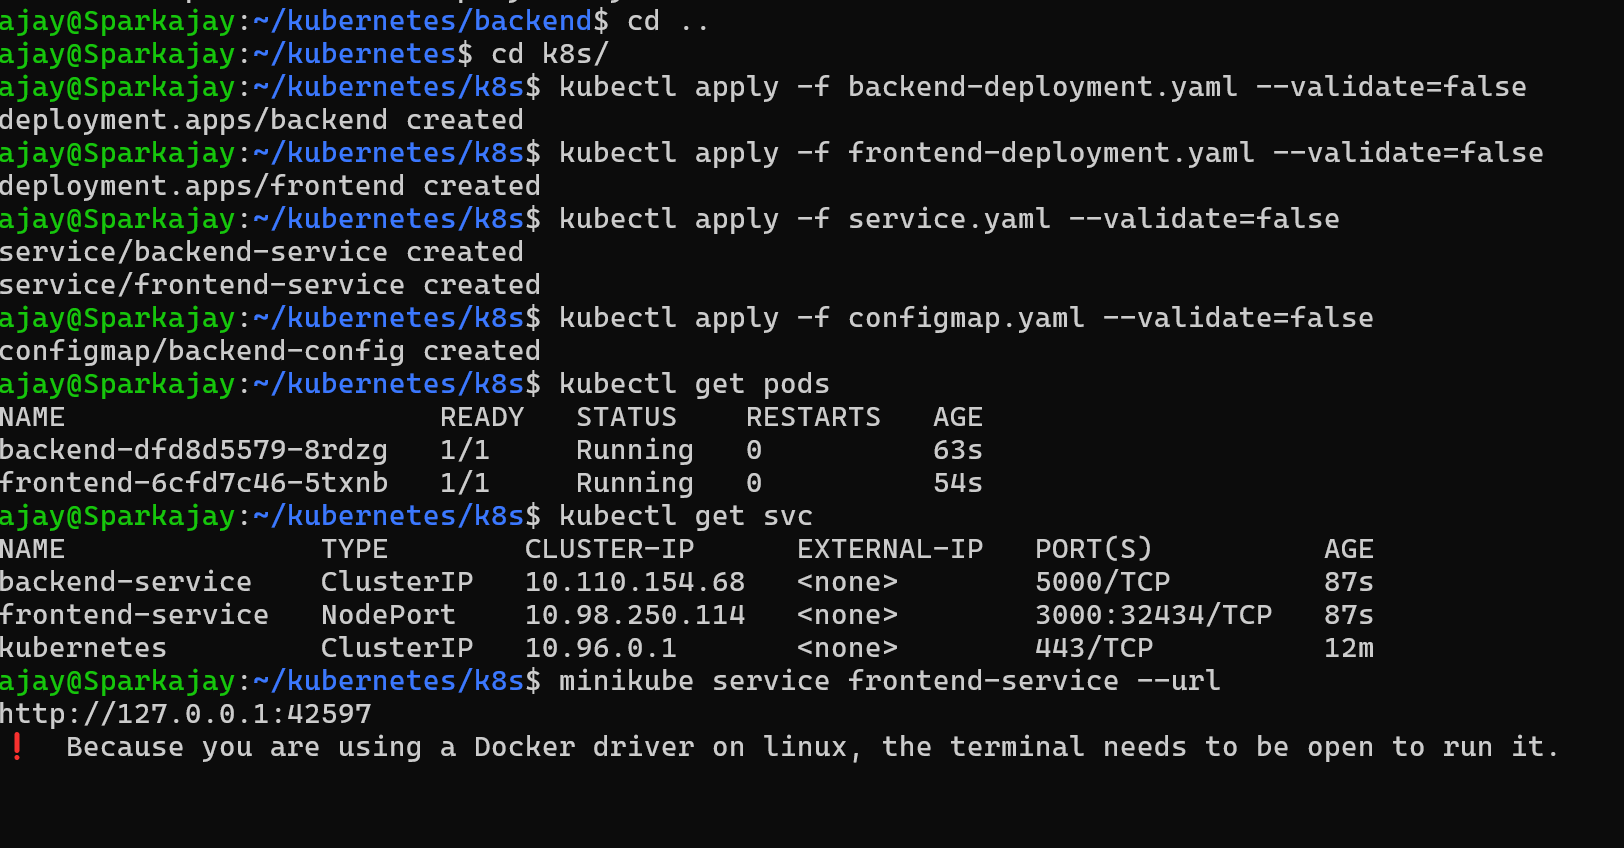 ajay@Sparkajay:~/kubernetes/backend$ cd ..
ajay@Sparkajay:~/kubernetes$ cd k8s/
ajay@Sparkajay:~/kubernetes/k8s$ kubectl apply -f backend-deployment.yaml --validate=false
deployment.apps/backend created
ajay@Sparkajay:~/kubernetes/k8s$ kubectl apply -f frontend-deployment.yaml --validate=false
deployment.apps/frontend created
ajay@Sparkajay:~/kubernetes/k8s$ kubectl apply -f service.yaml --validate=false
service/backend-service created
service/frontend-service created
ajay@Sparkajay:~/kubernetes/k8s$ kubectl apply -f configmap.yaml --validate=false
configmap/backend-config created
ajay@Sparkajay:~/kubernetes/k8s$ kubectl get pods
NAME READY STATUS RESTARTS AGE
backend-dfd8d5579-8rdzg 1/1 Running 0 63s
frontend-6cfd7c46-5txnb 1/1 Running 0 54s
ajay@Sparkajay:~/kubernetes/k8s$ kubectl get svc
NAME TYPE CLUSTER-IP EXTERNAL-IP PORT(S) AGE
backend-service ClusterIP 10.110.154.68 <none> 5000/TCP 87s
frontend-service NodePort 10.98.250.114 <none> 3000:32434/TCP 87s
kubernetes ClusterIP 10.96.0.1 <none> 443/TCP 12m
ajay@Sparkajay:~/kubernetes/k8s$ minikube service frontend-service --url
http://127.0.0.1:42597
❗ Because you are using a Docker driver on linux, the terminal needs to be open to run it.